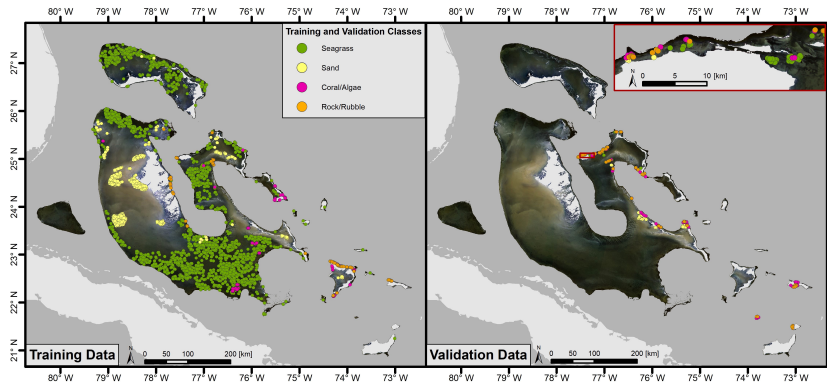 80° W 79° W 78° W 77° W 76° W 75° W 74° W 73° W 80° W 79° W 78° W 77° W 76° W 75° W 74° W 73° W
27° N
26° N
25° N
24° N
23° N
22° N
21° N
Training and Validation Classes
Seagrass
Sand
Coral/Algae
Rock/Rubble
N
0 5 10 [km]
Training Data
N
0 50 100 200 [km]
Validation Data
N
0 50 100 200 [km]
80° W 79° W 78° W 77° W 76° W 75° W 74° W 73° W 80° W 79° W 78° W 77° W 76° W 75° W 74° W 73° W